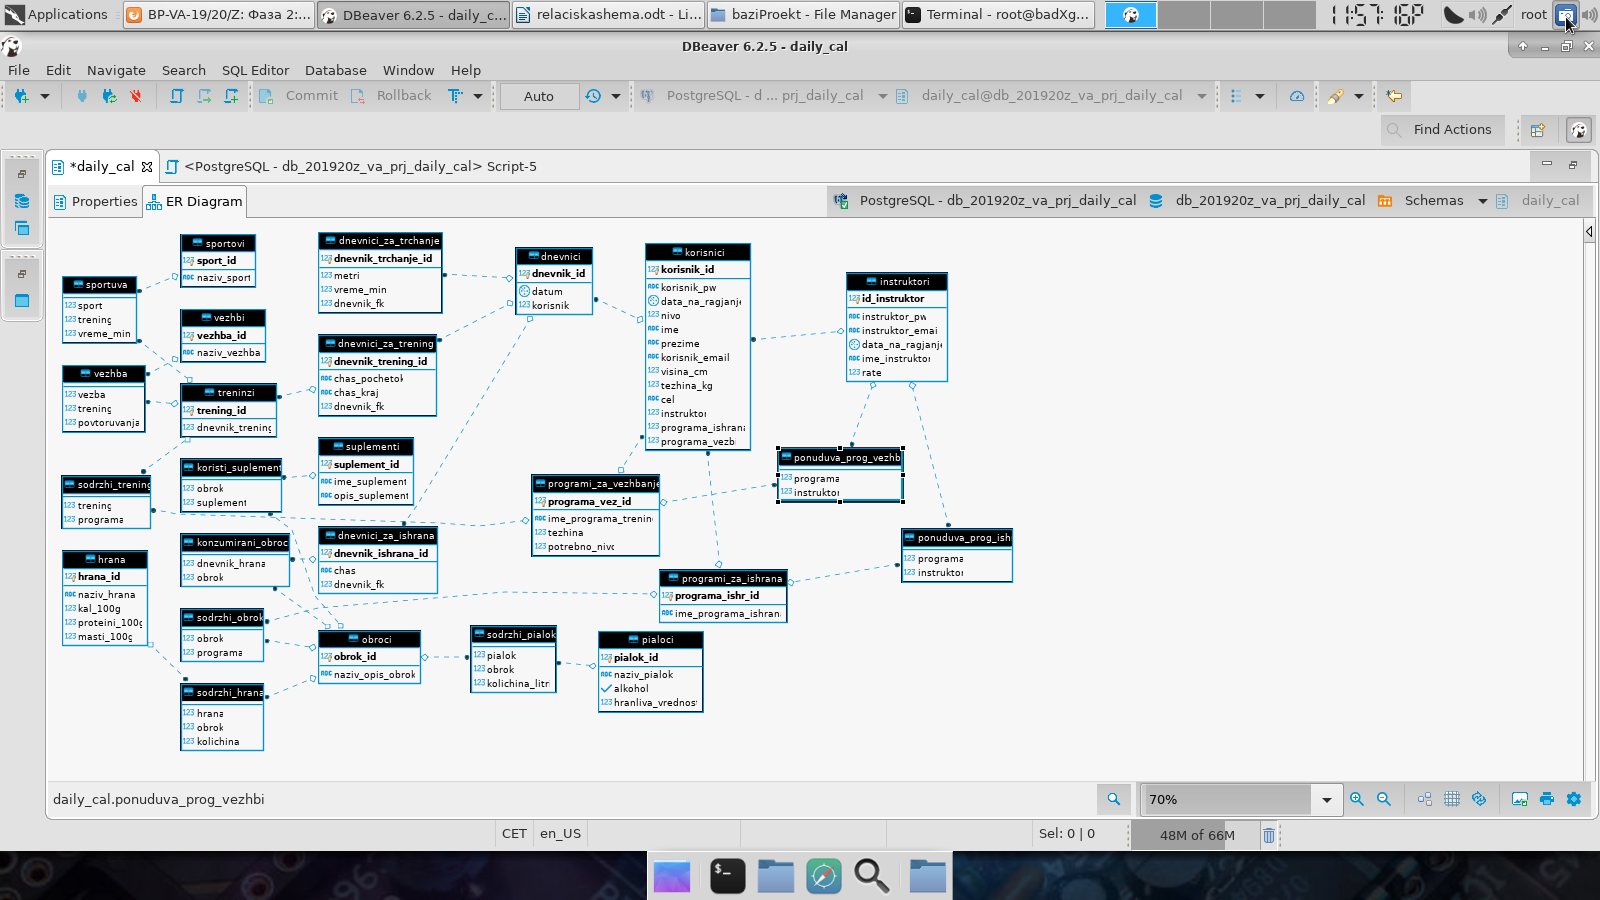 Applications
BP-VA-19/20/Z: Фаза 2:...
DBeaver 6.2.5 - daily_c...
relaciskashema.odt - Li...
baziProekt - File Manager
Terminal - root@badXg...
11:57:18P
root
DBeaver 6.2.5 - daily_cal
File Edit Navigate Search SQL Editor Database Window Help
Commit
Rollback
Auto
PostgreSQL - d ... prj_daily_cal
daily_cal@db_201920z_va_prj_daily_cal
Find Actions
*daily_cal
<PostgreSQL - db_201920z_va_prj_daily_cal> Script-5
Properties
ER Diagram
PostgreSQL - db_201920z_va_prj_daily_cal
db_201920z_va_prj_daily_cal
Schemas
daily_cal
sportovi
sport_id
naziv_sport
sportuva
sport
trening
vreme_min
vezhbi
vezhba_id
naziv_vezhba
vezhba
vezba
trening
povtoruvanja
treninzi
trening_id
dnevnik_trening
dnevnici_za_trchanje
dnevnik_trchanje_id
metri
vreme_min
dnevnik_fk
dnevnici_za_trening
dnevnik_trening_id
chas_pochetok
chas_kraj
dnevnik_fk
dnevnici
dnevnik_id
datum
korisnik
korisnici
korisnik_id
korisnik_pw
data_na_ragjanje
nivo
ime
prezime
korisnik_email
visina_cm
tezhina_kg
cel
instruktor
programa_ishrana
programa_vezbi
instruktori
id_instruktor
instruktor_pw
instruktor_emai
data_na_ragjanje
ime_instruktor
rate
suplementi
suplement_id
ime_suplement
opis_suplement
koristi_suplement
obrok
suplement
sodrzhi_trening
trening
programa
programi_za_vezhbanje
programa_vez_id
ime_programa_trening
tezhina
potrebno_nivo
ponuduva_prog_vezhb
programa
instruktor
ponuduva_prog_ish
programa
instruktor
konzumirani_obroc
dnevnik_hrana
obrok
dnevnici_za_ishrana
dnevnik_ishrana_id
chas
dnevnik_fk
hrana
hrana_id
naziv_hrana
kal_100g
proteini_100g
masti_100g
programi_za_ishrana
programa_ishr_id
ime_programa_ishrana
sodrzhi_obrok
obrok
programa
obroci
obrok_id
naziv_opis_obrok
sodrzhi_pialok
pialok
obrok
kolichina_litri
pialoci
pialok_id
naziv_pialok
alkohol
hranliva_vrednost
sodrzhi_hrana
hrana
obrok
kolichina
daily_cal.ponuduva_prog_vezhbi
70%
CET
en_US
Sel: 0 | 0
48M of 66M